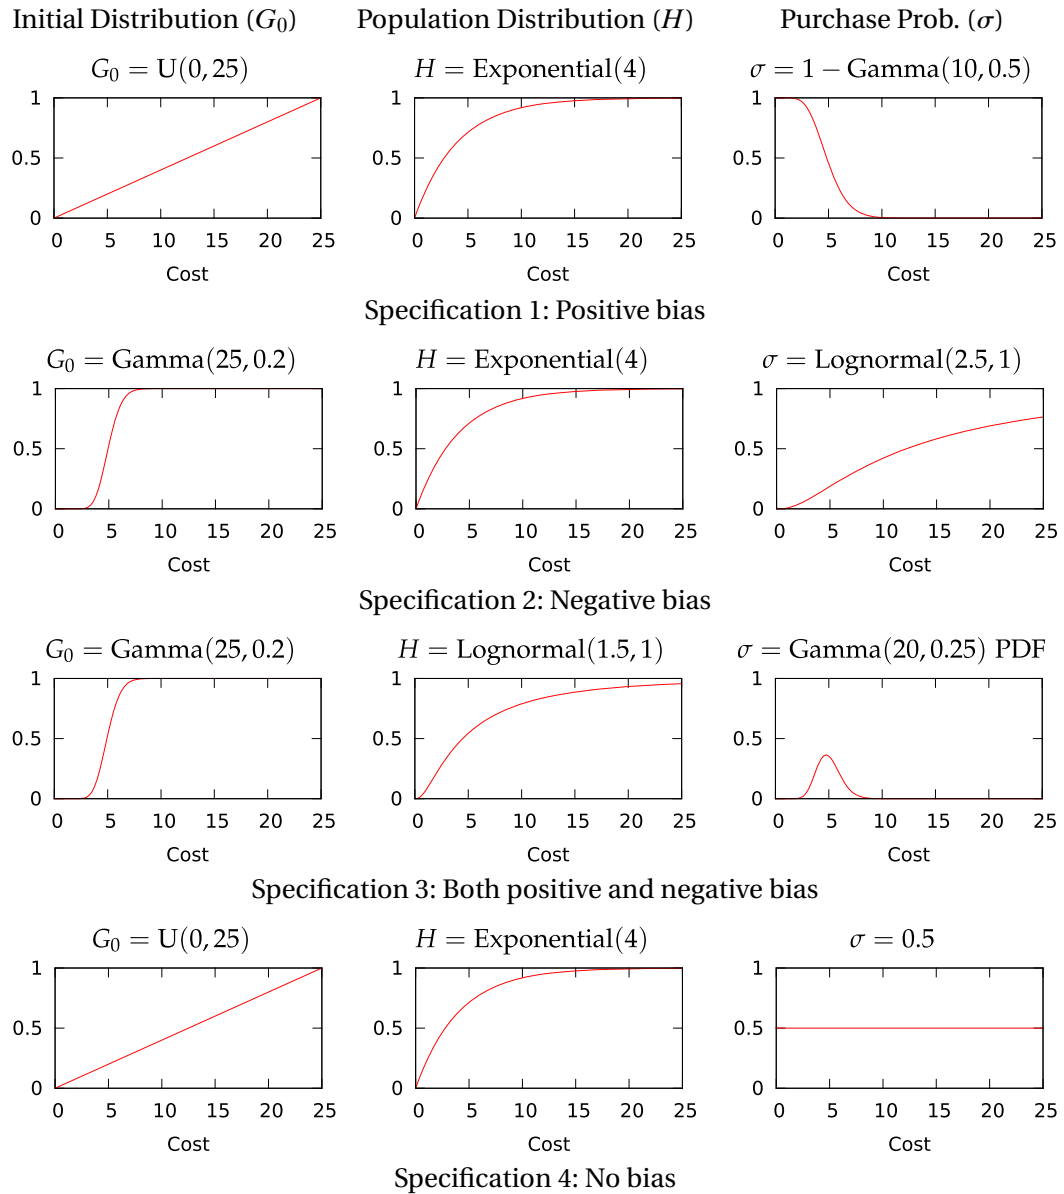 Initial Distribution (G₀) Population Distribution (H) Purchase Prob. (σ)
G₀ = U(0, 25) H = Exponential(4) σ = 1 − Gamma(10, 0.5)
1 1 1
0.5 0.5 0.5
0 0 0
0 5 10 15 20 25 0 5 10 15 20 25 0 5 10 15 20 25
Cost Cost Cost
Specification 1: Positive bias
G₀ = Gamma(25, 0.2) H = Exponential(4) σ = Lognormal(2.5, 1)
1 1 1
0.5 0.5 0.5
0 0 0
0 5 10 15 20 25 0 5 10 15 20 25 0 5 10 15 20 25
Cost Cost Cost
Specification 2: Negative bias
G₀ = Gamma(25, 0.2) H = Lognormal(1.5, 1) σ = Gamma(20, 0.25) PDF
1 1 1
0.5 0.5 0.5
0 0 0
0 5 10 15 20 25 0 5 10 15 20 25 0 5 10 15 20 25
Cost Cost Cost
Specification 3: Both positive and negative bias
G₀ = U(0, 25) H = Exponential(4) σ = 0.5
1 1 1
0.5 0.5 0.5
0 0 0
0 5 10 15 20 25 0 5 10 15 20 25 0 5 10 15 20 25
Cost Cost Cost
Specification 4: No bias